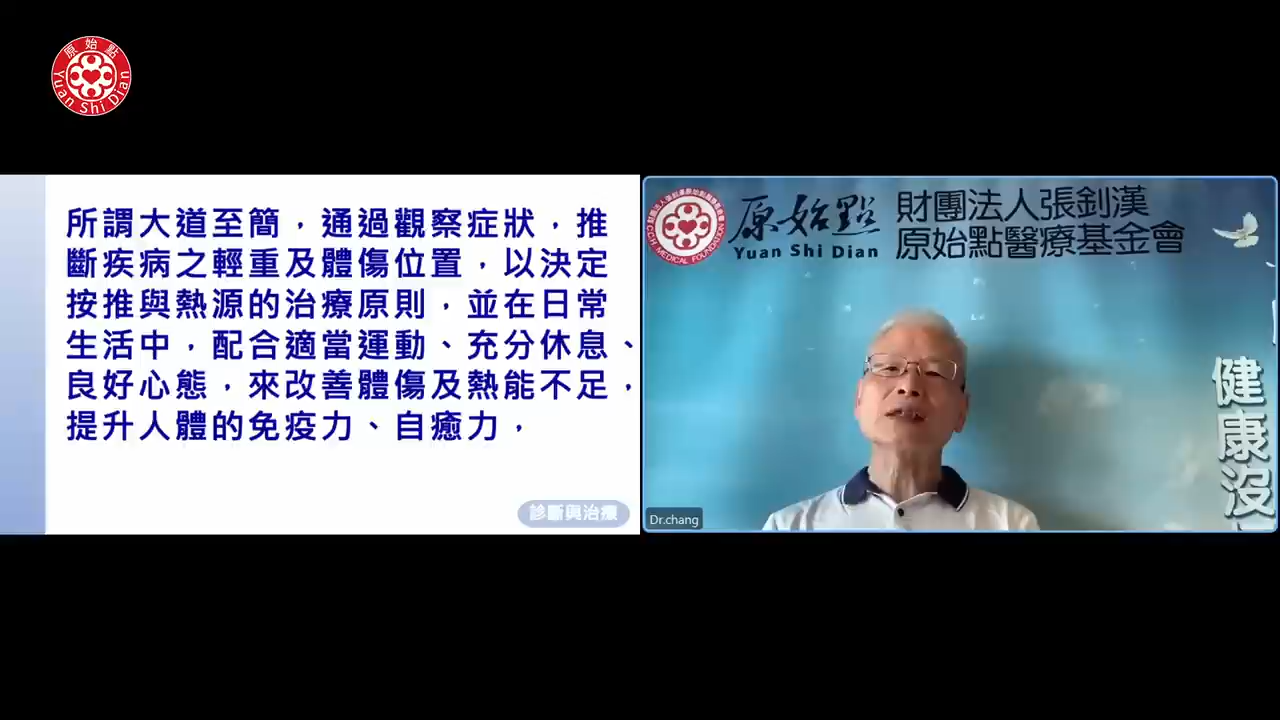 原始點
Yuan Shi Dian
所謂大道至簡，通過觀察症狀，推
斷疾病之輕重及體傷位置，以決定
按推與熱源的治療原則，並在日常
生活中，配合適當運動、充分休息、
良好心態，來改善體傷及熱能不足，
提升人體的免疫力、自癒力，
診斷與治療
原始點
Yuan Shi Dian
財團法人張釗漢
原始點醫療基金會
健康沒
Dr.chang